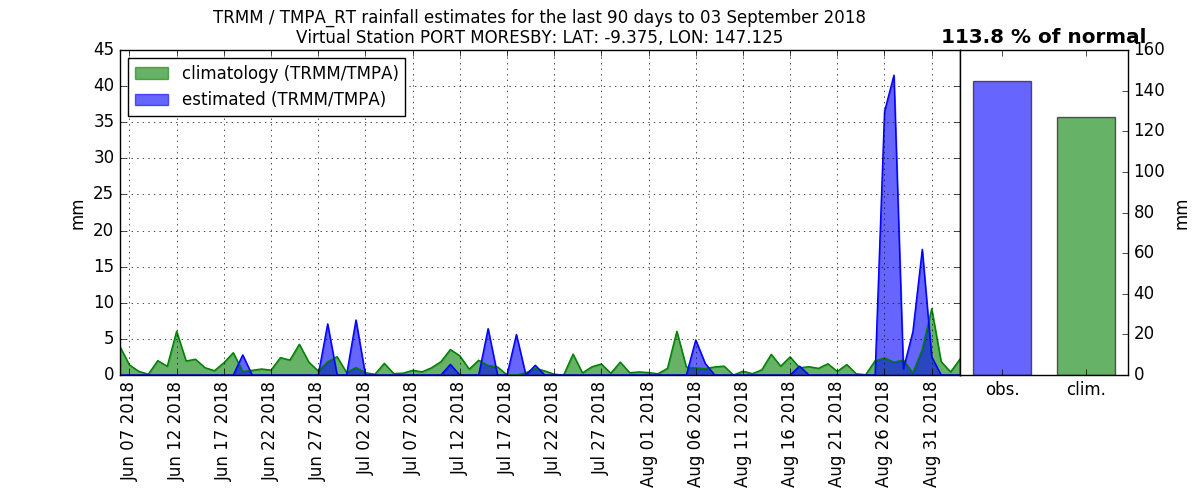 TRMM / TMPA_RT rainfall estimates for the last 90 days to 03 September 2018
Virtual Station PORT MORESBY: LAT: -9.375, LON: 147.125
113.8 % of normal
climatology (TRMM/TMPA)
estimated (TRMM/TMPA)
45
40
35
30
25
20
15
10
5
0
mm
Jun 07 2018
Jun 12 2018
Jun 17 2018
Jun 22 2018
Jun 27 2018
Jul 02 2018
Jul 07 2018
Jul 12 2018
Jul 17 2018
Jul 22 2018
Jul 27 2018
Aug 01 2018
Aug 06 2018
Aug 11 2018
Aug 16 2018
Aug 21 2018
Aug 26 2018
Aug 31 2018
obs.
clim.
160
140
120
100
80
60
40
20
0
mm